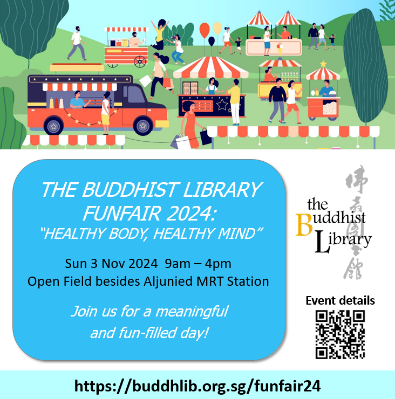 THE BUDDHIST LIBRARY
FUNFAIR 2024:
“HEALTHY BODY, HEALTHY MIND”
Sun 3 Nov 2024 9am – 4pm
Open Field besides Aljunied MRT Station
Join us for a meaningful
and fun-filled day!
佛教圖書館
the
Buddhist
Library
Event details
https://buddhlib.org.sg/funfair24